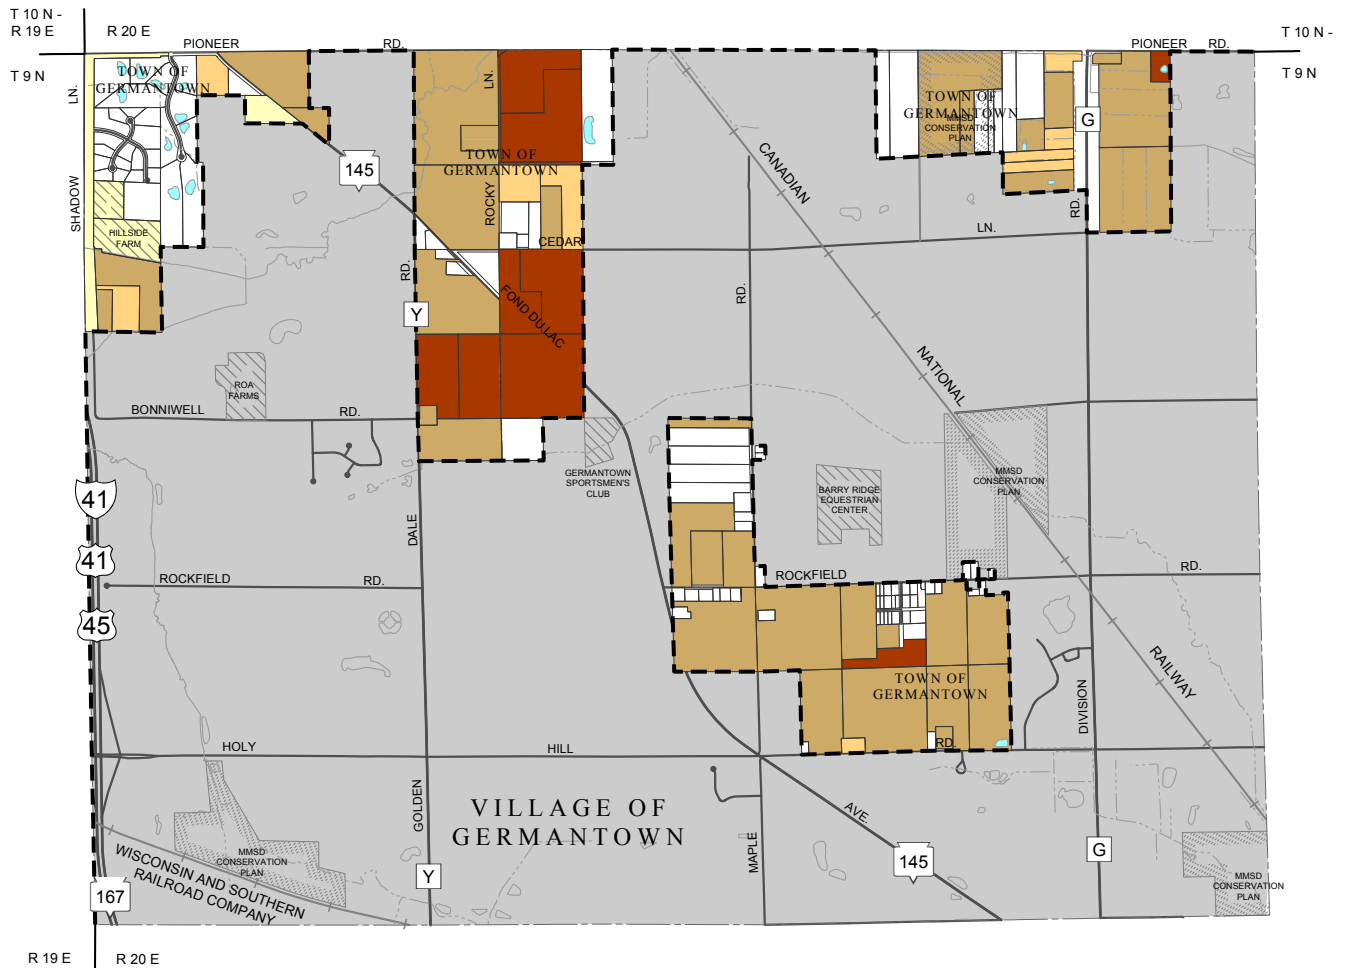 T 10 N -
R 19 E
R 20 E
T 10 N -
PIONEER
RD.
PIONEER
RD.
T 9 N
T 9 N
TOWN OF
GERMANTOWN
LN.
LN.
TOWN OF
GERMANTOWN
MMSD
CONSERVATION
PLAN
G
145
CANADIAN
TOWN OF
GERMANTOWN
ROCKY
SHADOW
RD.
HILLSIDE
FARM
CEDAR
LN.
RD.
RD.
FOND DU LAC
Y
NATIONAL
ROA
FARMS
BONNIWELL
RD.
GERMANTOWN
SPORTSMEN'S
CLUB
MMSD
CONSERVATION
PLAN
BARRY RIDGE
EQUESTRIAN
CENTER
41
DALE
41
ROCKFIELD
RD.
ROCKFIELD
RD.
45
RAILWAY
TOWN OF
GERMANTOWN
DIVISION
HOLY
HILL
RD.
GOLDEN
VILLAGE OF
GERMANTOWN
AVE.
MAPLE
145
G
MMSD
CONSERVATION
PLAN
WISCONSIN AND SOUTHERN
RAILROAD COMPANY
Y
MMSD
CONSERVATION
PLAN
167
R 19 E
R 20 E